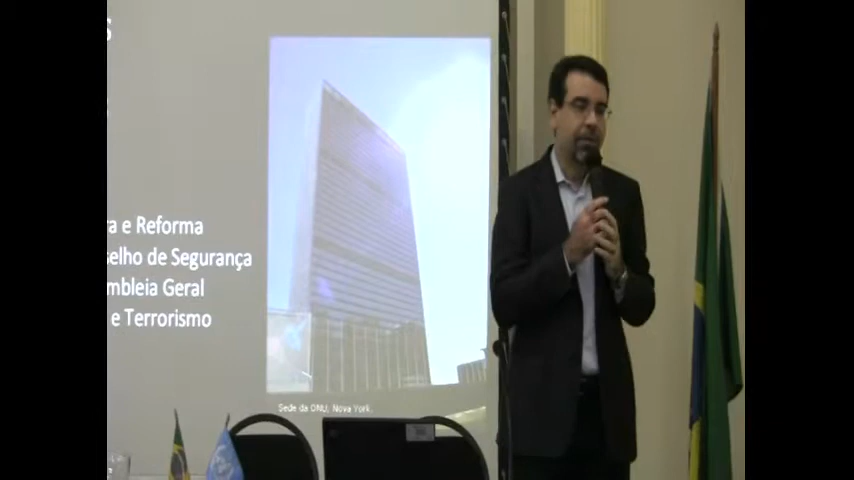 s
ra e Reforma
selho de Segurança
mbleia Geral
e Terrorismo
Sede da ONU, Nova York.